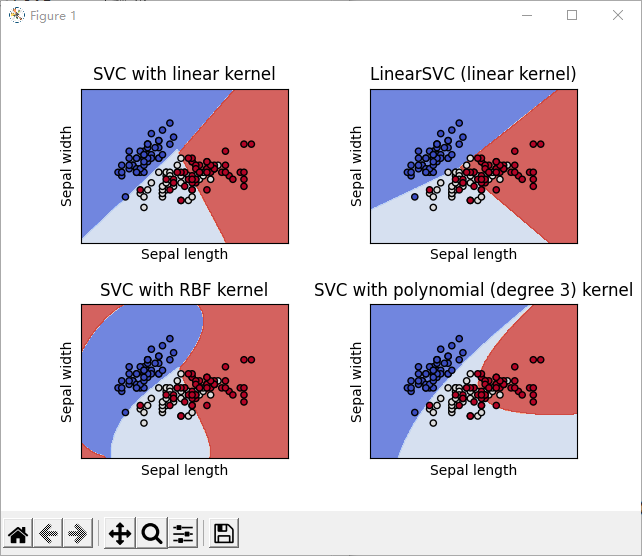 Figure 1
SVC with linear kernel
LinearSVC (linear kernel)
Sepal width
Sepal width
Sepal length
Sepal length
SVC with RBF kernel
SVC with polynomial (degree 3) kernel
Sepal width
Sepal width
Sepal length
Sepal length